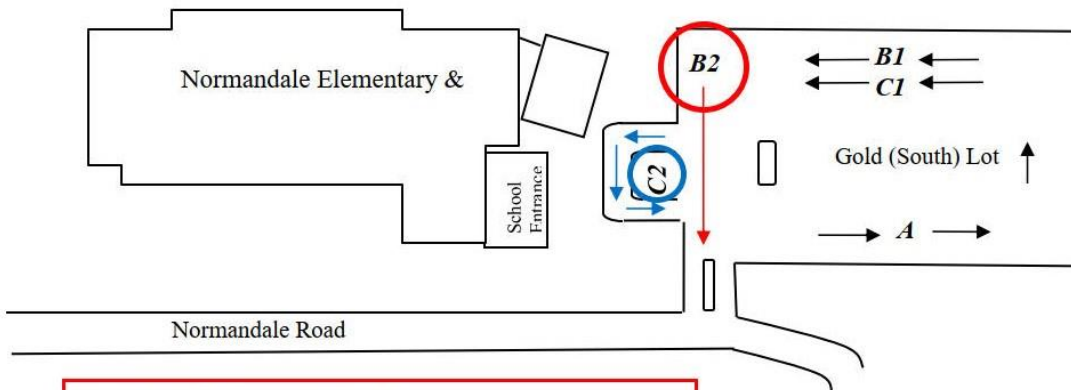 Normandale Elementary &
B2
B1
C1
C2
Gold (South) Lot
School
Entrance
A
Normandale Road